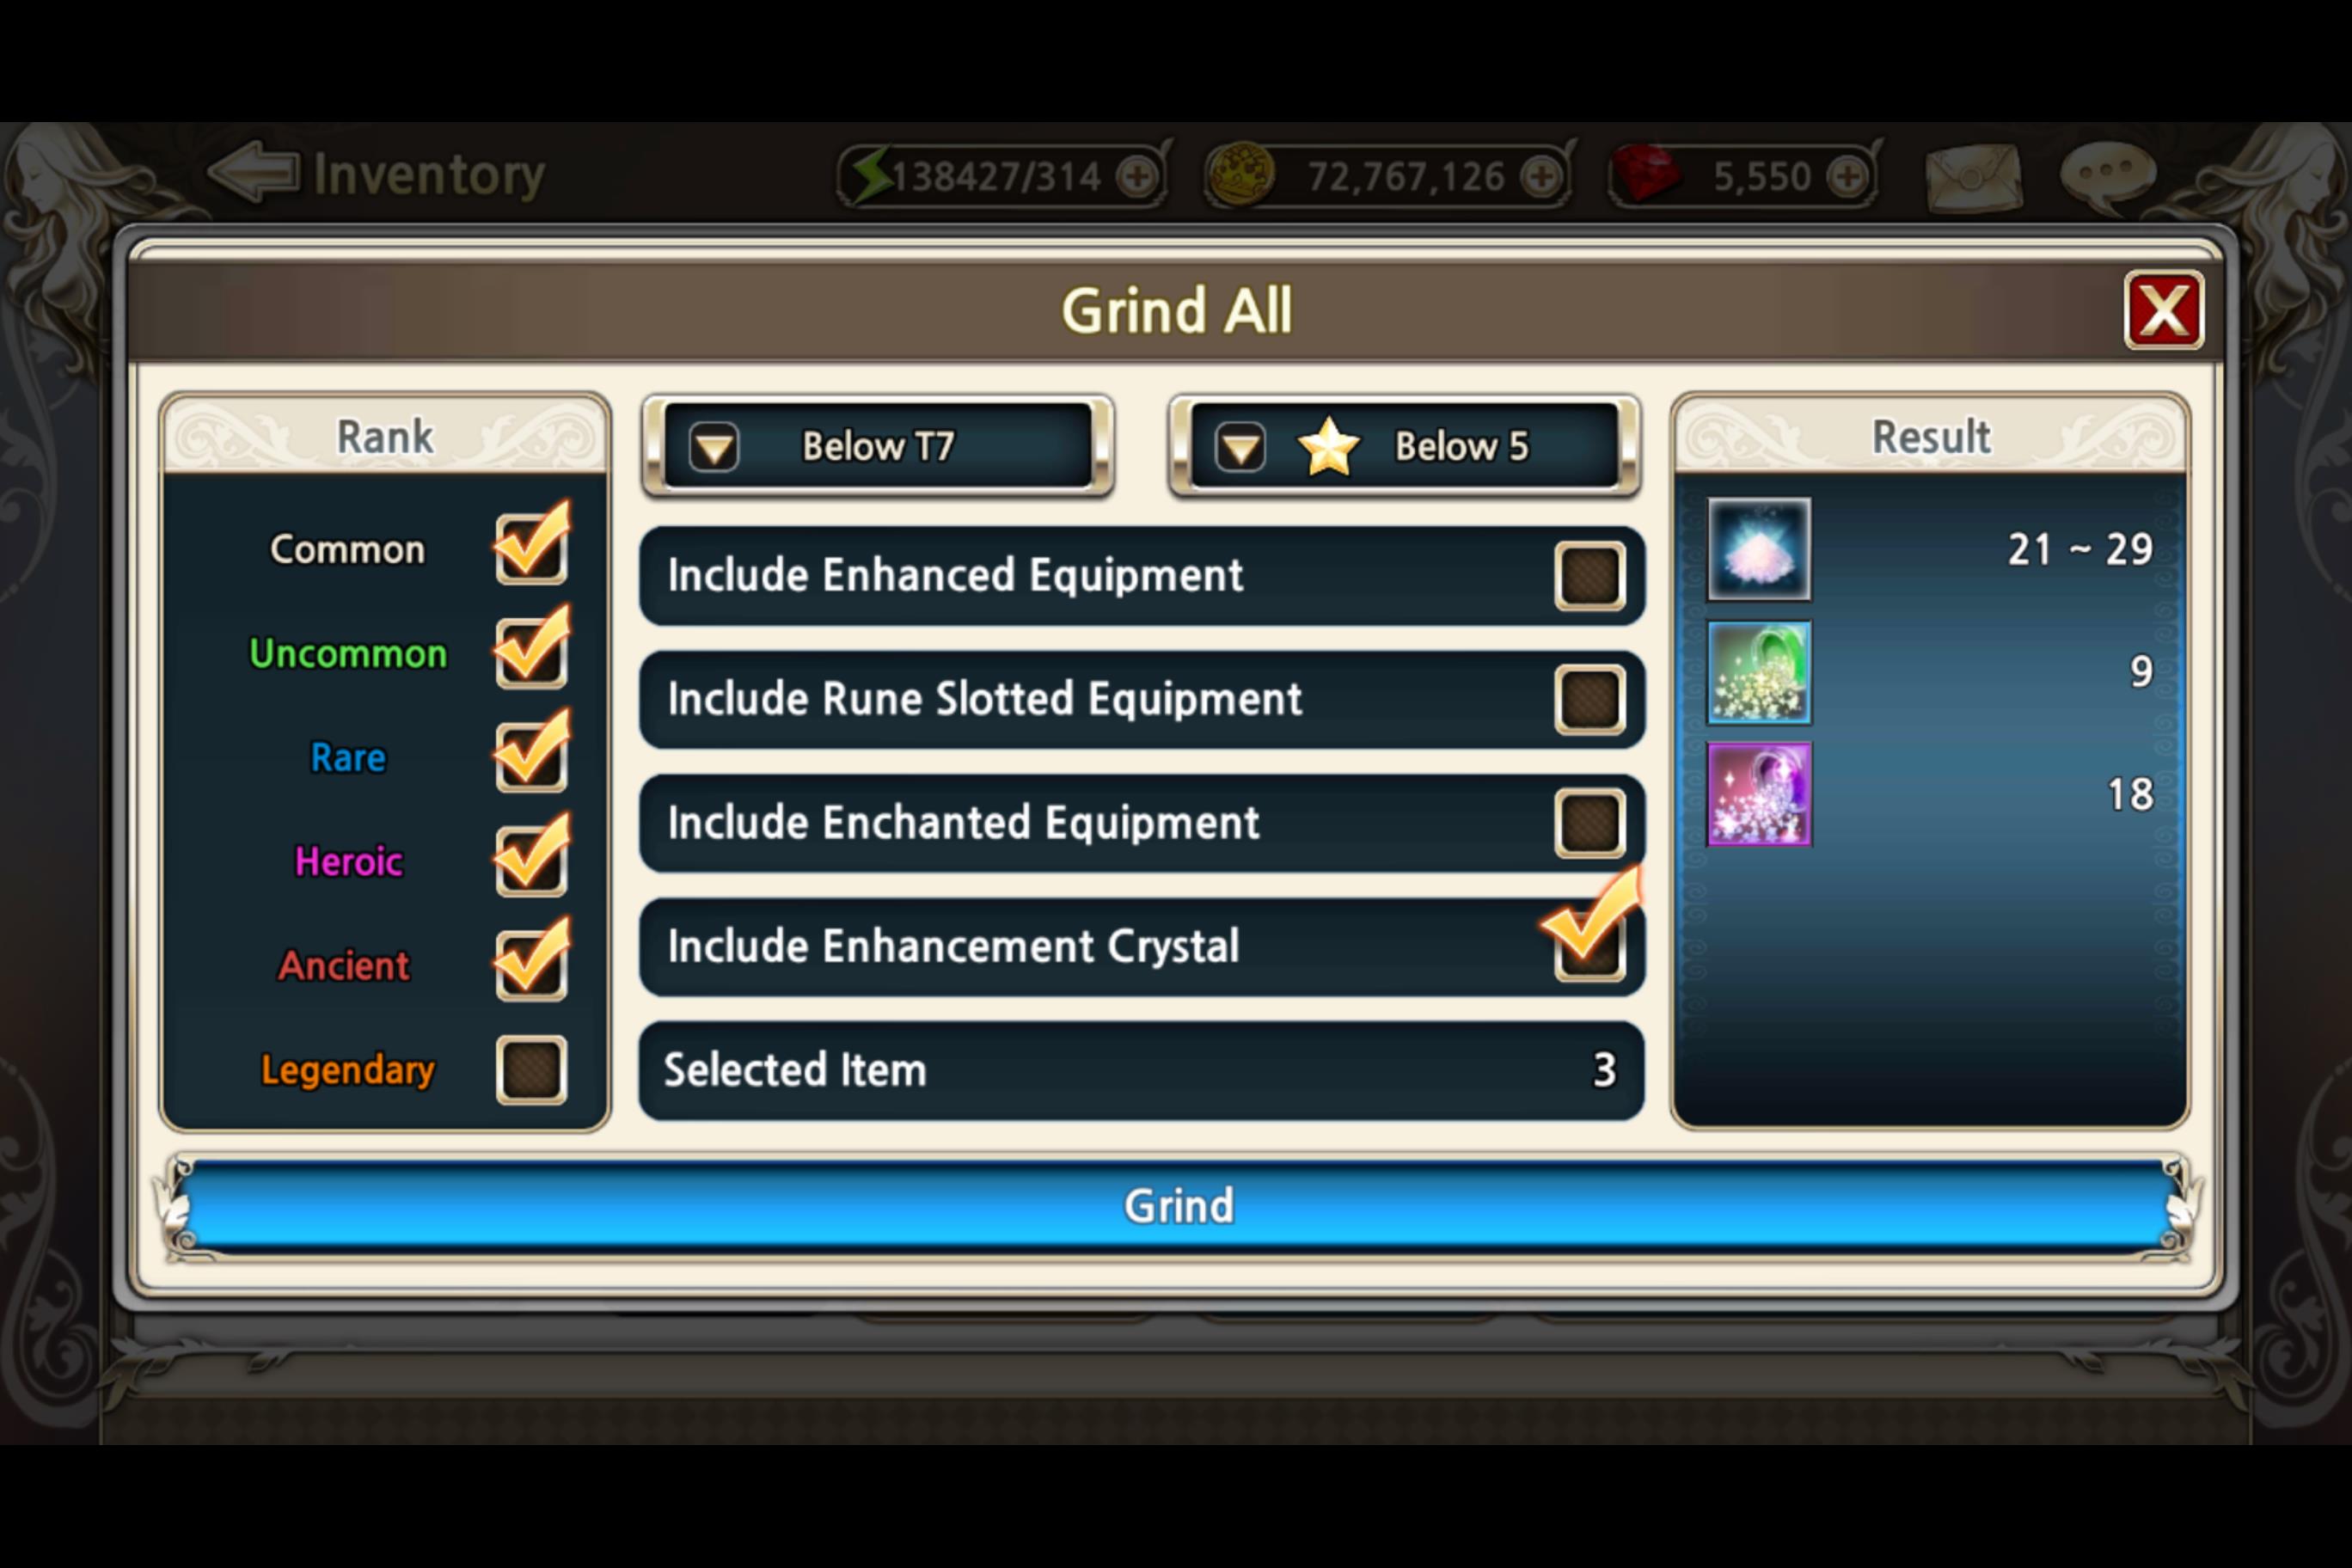 Inventory
138427/314
72,767,126
5,550
Grind All
X
Rank
Common
Uncommon
Rare
Heroic
Ancient
Legendary
Below T7
Below 5
Include Enhanced Equipment
Include Rune Slotted Equipment
Include Enchanted Equipment
Include Enhancement Crystal
Selected Item 3
Result
21 ~ 29
9
18
Grind